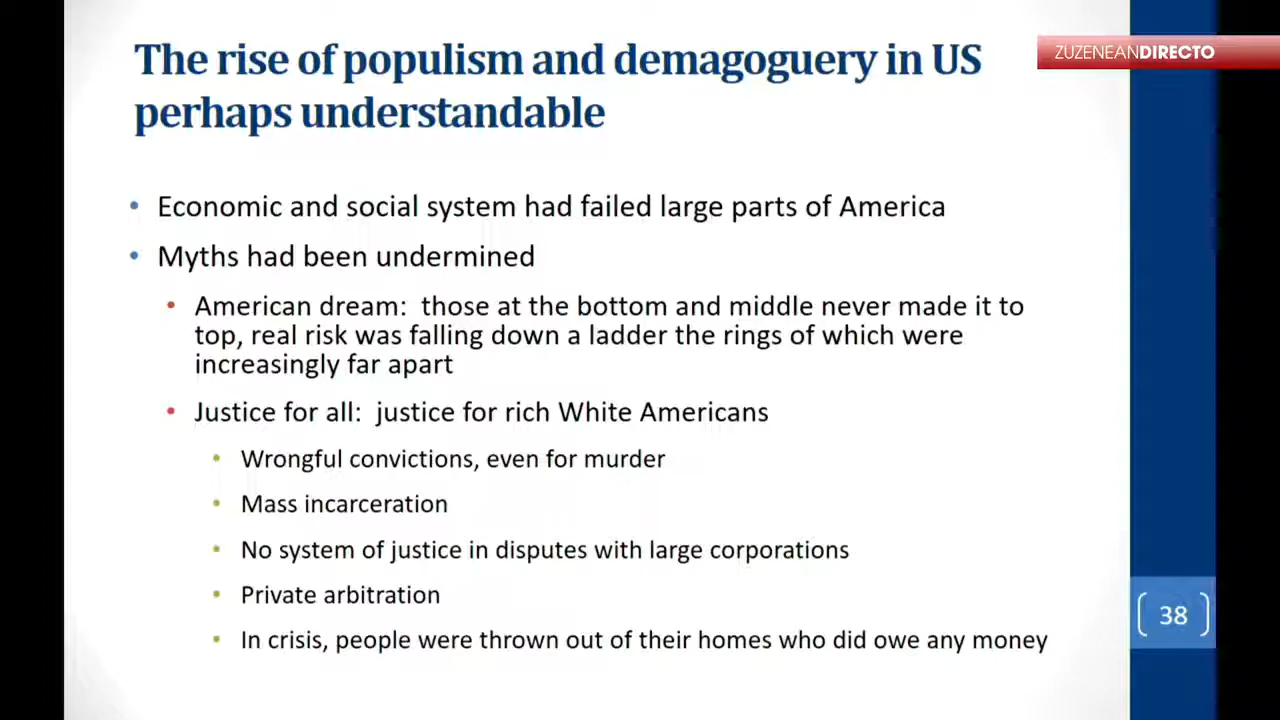 The rise of populism and demagoguery in US
perhaps understandable
ZUZENEANDIRECTO
• Economic and social system had failed large parts of America
• Myths had been undermined
• American dream: those at the bottom and middle never made it to
top, real risk was falling down a ladder the rings of which were
increasingly far apart
• Justice for all: justice for rich White Americans
• Wrongful convictions, even for murder
• Mass incarceration
• No system of justice in disputes with large corporations
• Private arbitration
• In crisis, people were thrown out of their homes who did owe any money
38